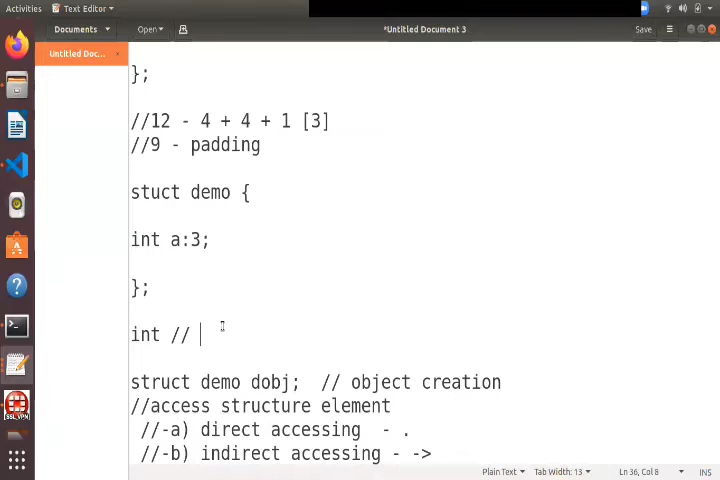 Activities Text Editor
Documents Open *Untitled Document 3 Save
Untitled Doc...
};
//12 - 4 + 4 + 1 [3]
//9 - padding
stuct demo {
int a:3;
};
int //
struct demo dobj;  // object creation
//access structure element
//-a) direct accessing  - .
//-b) indirect accessing - ->
SSL_VPN
Plain Text Tab Width: 13 Ln 36, Col 8 INS